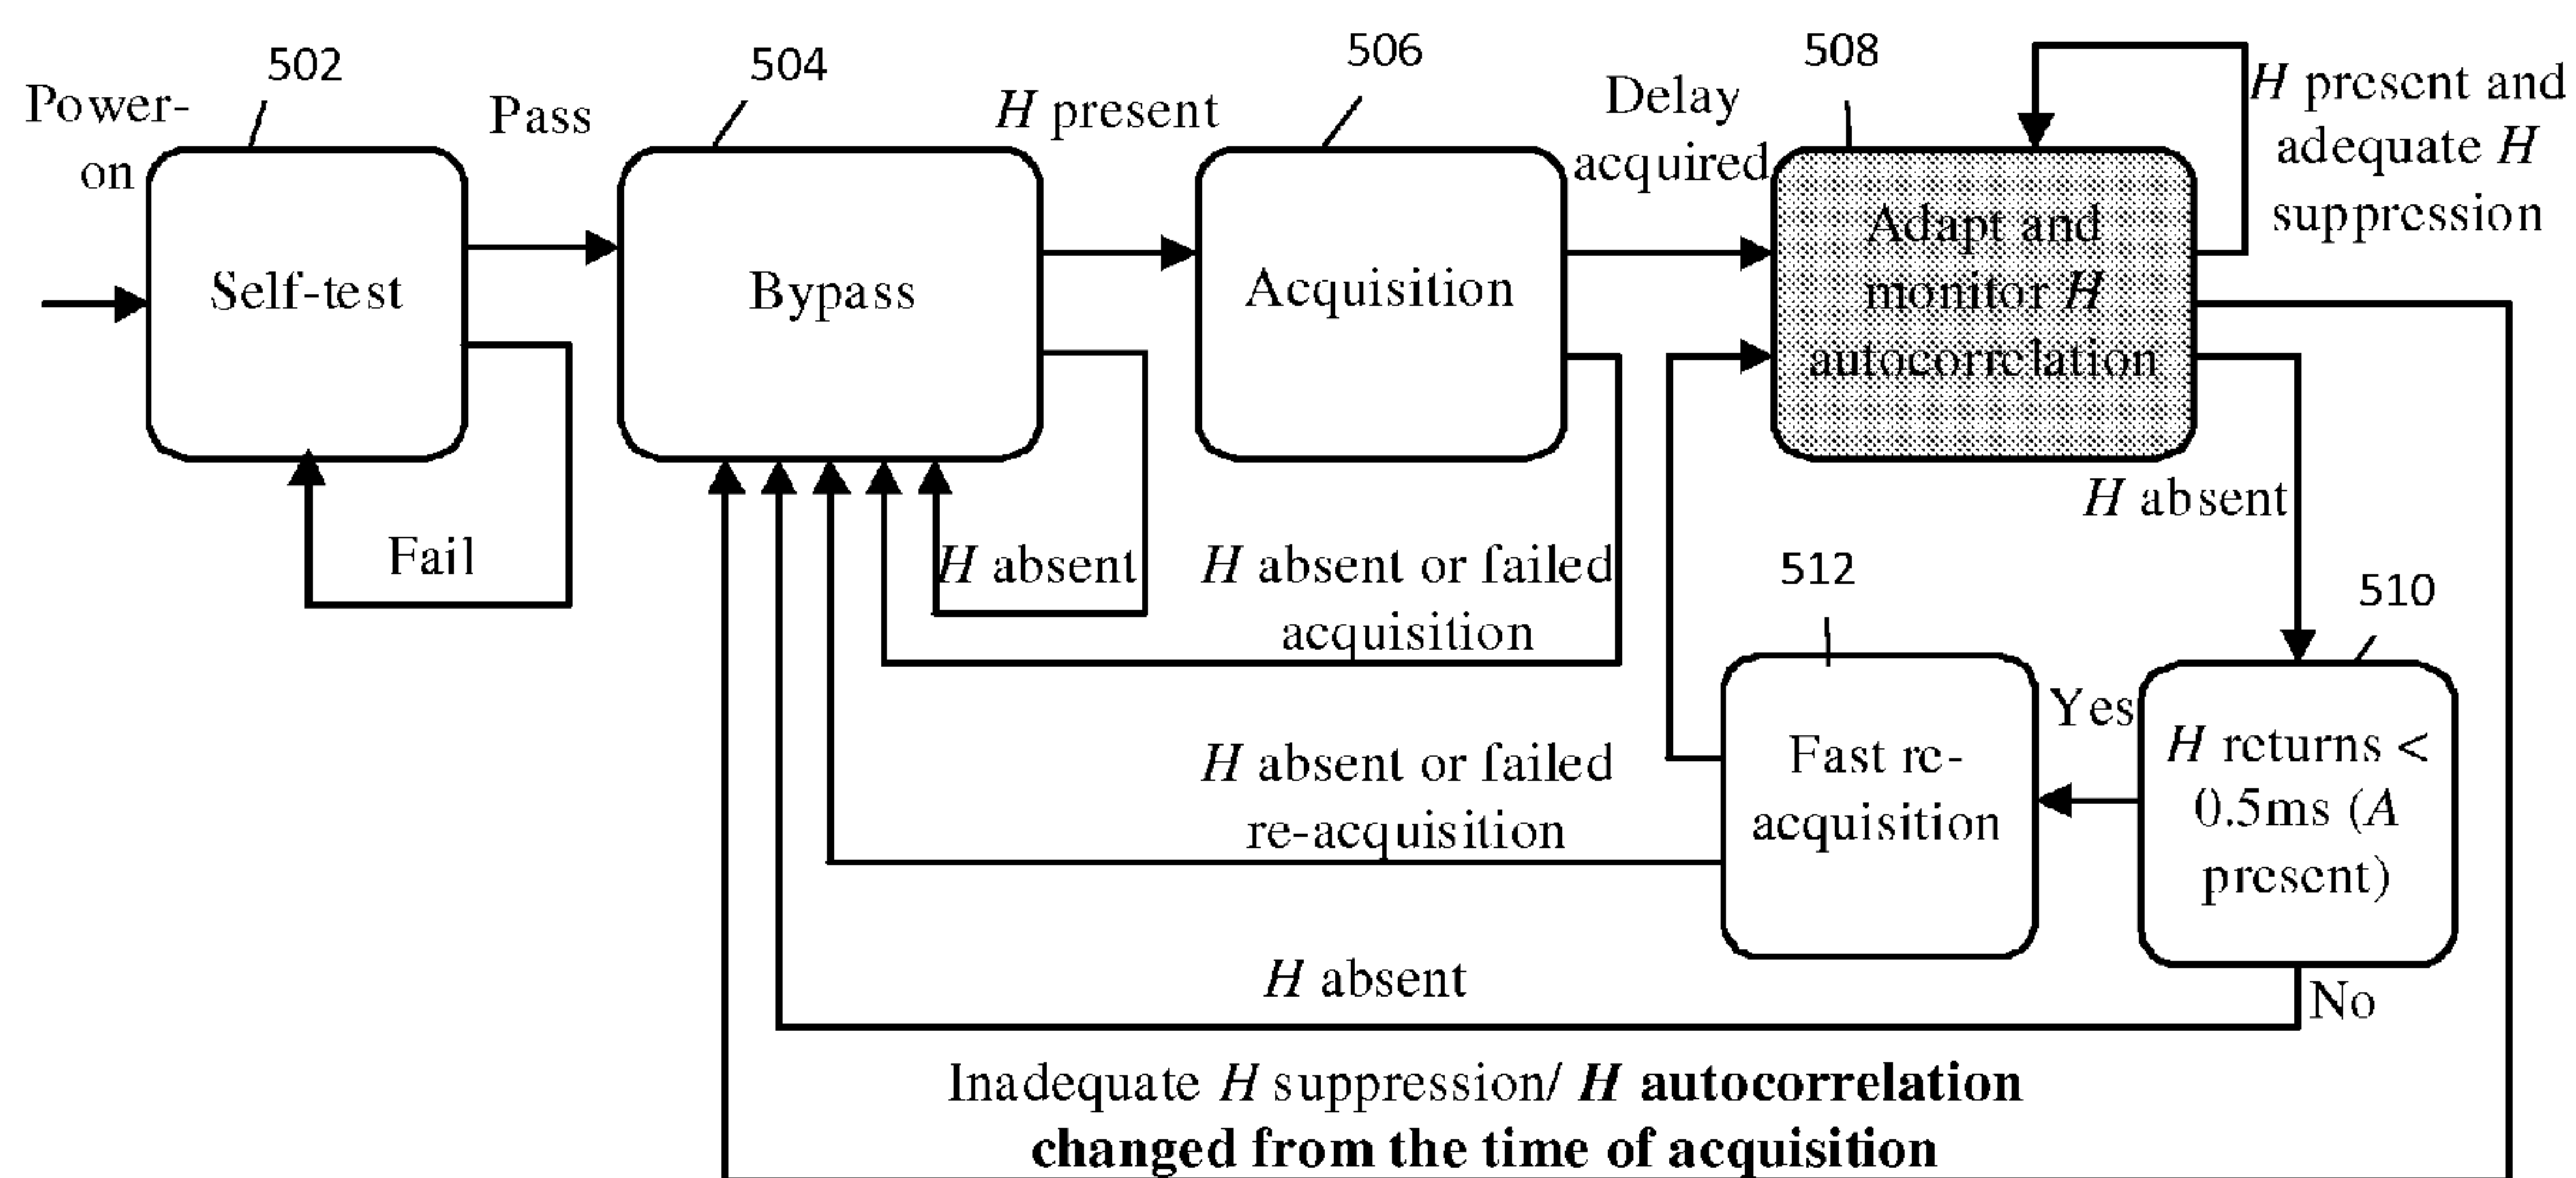 502
504
506
508
Power-
on
Pass
H present
Delay
acquired
H present and
adequate H
suppression
Self-test
Bypass
Acquisition
Adapt and
monitor H
autocorrelation
Fail
H absent
H absent or failed
acquisition
H absent
512
510
Yes
H returns <
0.5ms (A
present)
Fast re-
acquisition
H absent or failed
re-acquisition
H absent
No
Inadequate H suppression/ H autocorrelation
changed from the time of acquisition